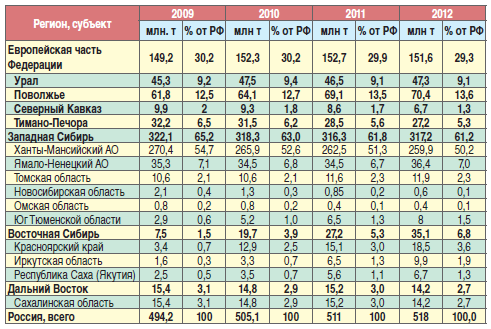 Регион, субъект 2009 2010 2011 2012
млн. т % от РФ млн т % от РФ млн т % от РФ млн т % от РФ
Европейская часть
Федерации 149,2 30,2 152,3 30,2 152,7 29,9 151,6 29,3
Урал 45,3 9,2 47,5 9,4 46,5 9,1 47,3 9,1
Поволжье 61,8 12,5 64,1 12,7 69,1 13,5 70,4 13,6
Северный Кавказ 9,9 2 9,3 1,8 8,6 1,7 6,7 1,3
Тимано-Печора 32,2 6,5 31,5 6,2 28,5 5,6 27,2 5,3
Западная Сибирь 322,1 65,2 318,3 63,0 316,3 61,8 317,2 61,2
Ханты-Мансийский АО 270,4 54,7 265,9 52,6 262,5 51,3 259,9 50,2
Ямало-Ненецкий АО 35,3 7,1 34,5 6,8 34,5 6,7 36,4 7,0
Томская область 10,6 2,1 10,6 2,1 11,6 2,3 11,9 2,3
Новосибирская область 2,1 0,4 1,3 0,3 0,85 0,2 0,6 0,1
Омская область 0,8 0,2 0,8 0,2 0,4 0,1 0,4 0,1
Юг Тюменской области 2,9 0,6 5,2 1,0 6,5 1,3 8 1,5
Восточная Сибирь 7,5 1,5 19,7 3,9 27,2 5,3 35,1 6,8
Красноярский край 3,4 0,7 12,9 2,5 15,1 3,0 18,5 3,6
Иркутская область 1,6 0,3 3,3 0,7 6,5 1,3 9,9 1,9
Республика Саха (Якутия) 2,5 0,5 3,5 0,7 5,6 1,1 6,7 1,3
Дальний Восток 15,4 3,1 14,8 2,9 15,2 3,0 14,2 2,7
Сахалинская область 15,4 3,1 14,8 2,9 15,2 3,0 14,2 2,7
Россия, всего 494,2 100 505,1 100 511 100 518 100,0